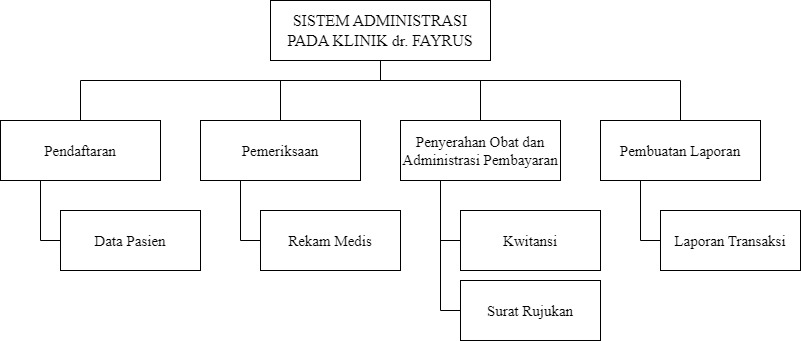 SISTEM ADMINISTRASI
PADA KLINIK dr. FAYRUS
Pendaftaran
Pemeriksaan
Penyerahan Obat dan
Administrasi Pembayaran
Pembuatan Laporan
Data Pasien
Rekam Medis
Kwitansi
Laporan Transaksi
Surat Rujukan